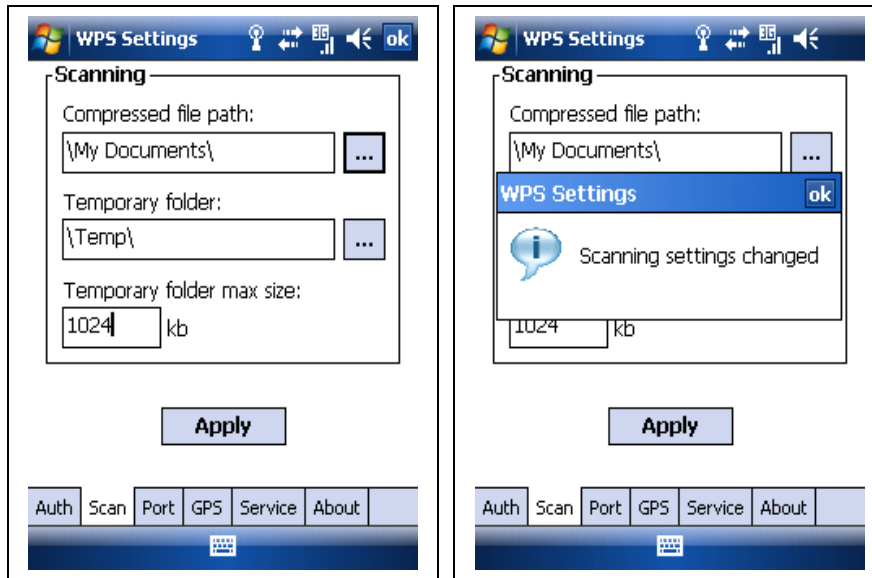 WPS Settings 3G ok
Scanning
Compressed file path:
\My Documents\ ...
Temporary folder:
\Temp\ ...
Temporary folder max size:
1024 kb
Apply
Auth Scan Port GPS Service About
WPS Settings 3G
Scanning
Compressed file path:
\My Documents\ ...
WPS Settings ok
Scanning settings changed
1024 kb
Apply
Auth Scan Port GPS Service About